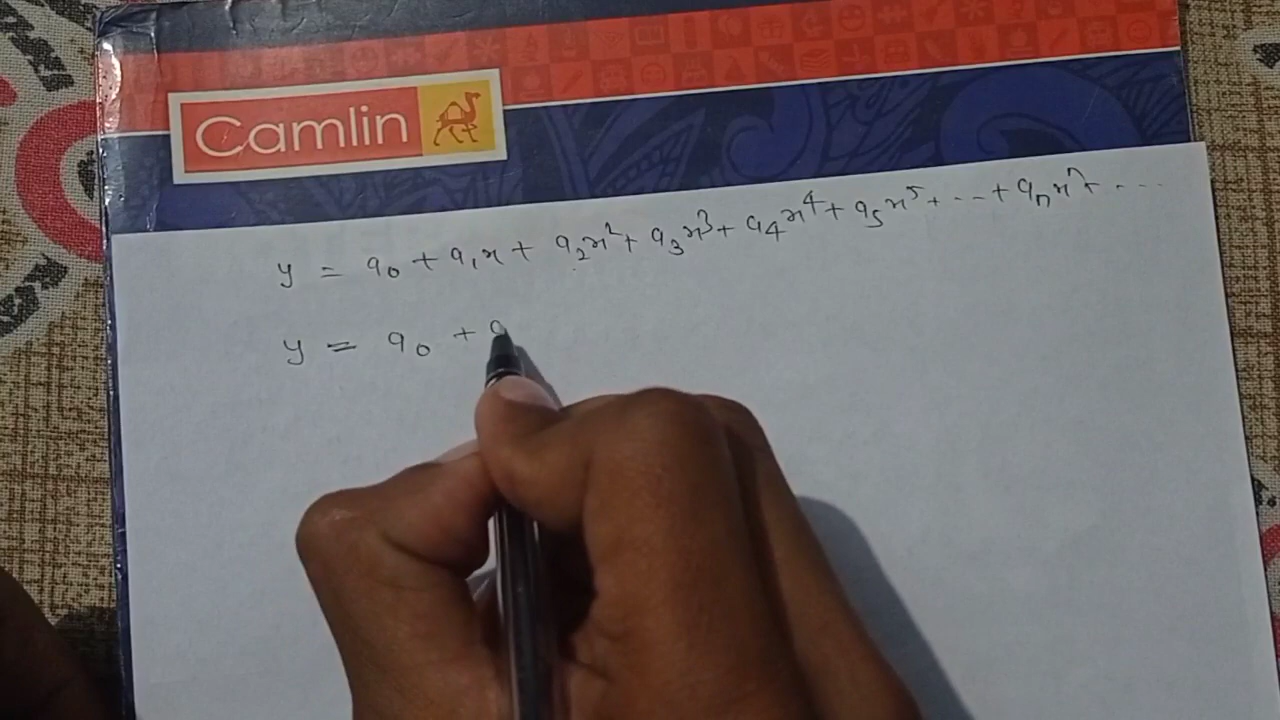 Camlin
y = a₀ + a₁x + a₂x² + a₃x³ + a₄x⁴ + a₅x⁵ + ... + aₙxⁿ + ...
y = a₀ + a